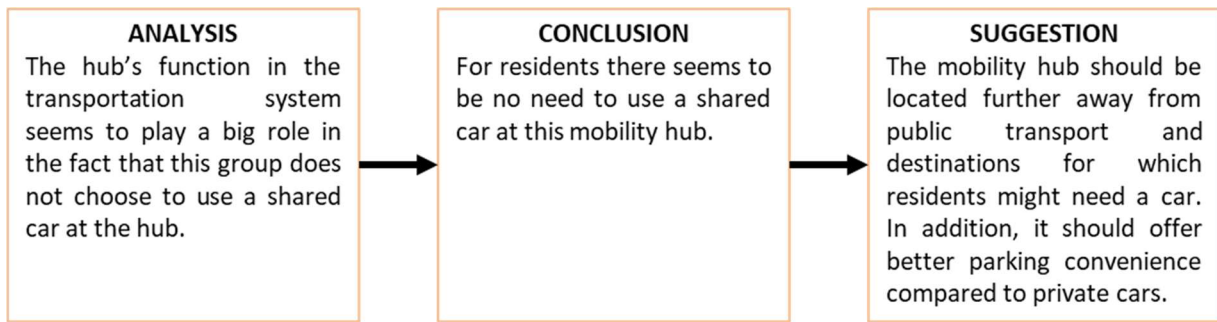 ANALYSIS
The hub's function in the
transportation system
seems to play a big role in
the fact that this group does
not choose to use a shared
car at the hub.
CONCLUSION
For residents there seems to
be no need to use a shared
car at this mobility hub.
SUGGESTION
The mobility hub should be
located further away from
public transport and
destinations for which
residents might need a car.
In addition, it should offer
better parking convenience
compared to private cars.